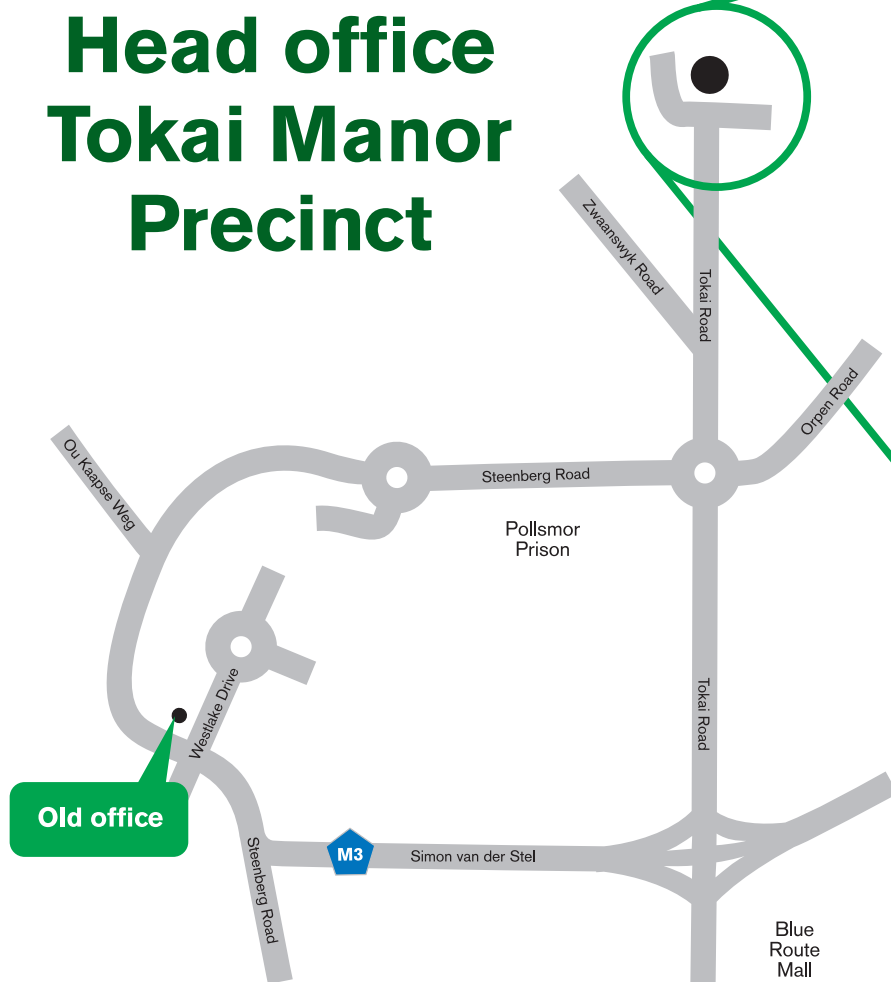 Head office
Tokai Manor
Precinct
Zwaanswyk Road
Tokai Road
Orpen Road
Ou Kaapse Weg
Steenberg Road
Pollsmor
Prison
Westlake Drive
Tokai Road
Old office
Steenberg Road
M3
Simon van der Stel
Blue
Route
Mall